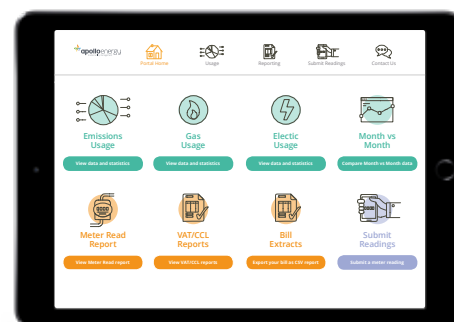 apolloenergy
Portal Home
Usage
Reporting
Submit Readings
Contact Us
Emissions
Usage
Gas
Usage
Electic
Usage
Month vs
Month
View data and statistics
View data and statistics
View data and statistics
Compare Month vs Month data
Meter Read
Report
VAT/CCL
Reports
Bill
Extracts
Submit
Readings
View Meter Read report
View VAT/CCL reports
Export your bill as CSV report
Submit a meter reading